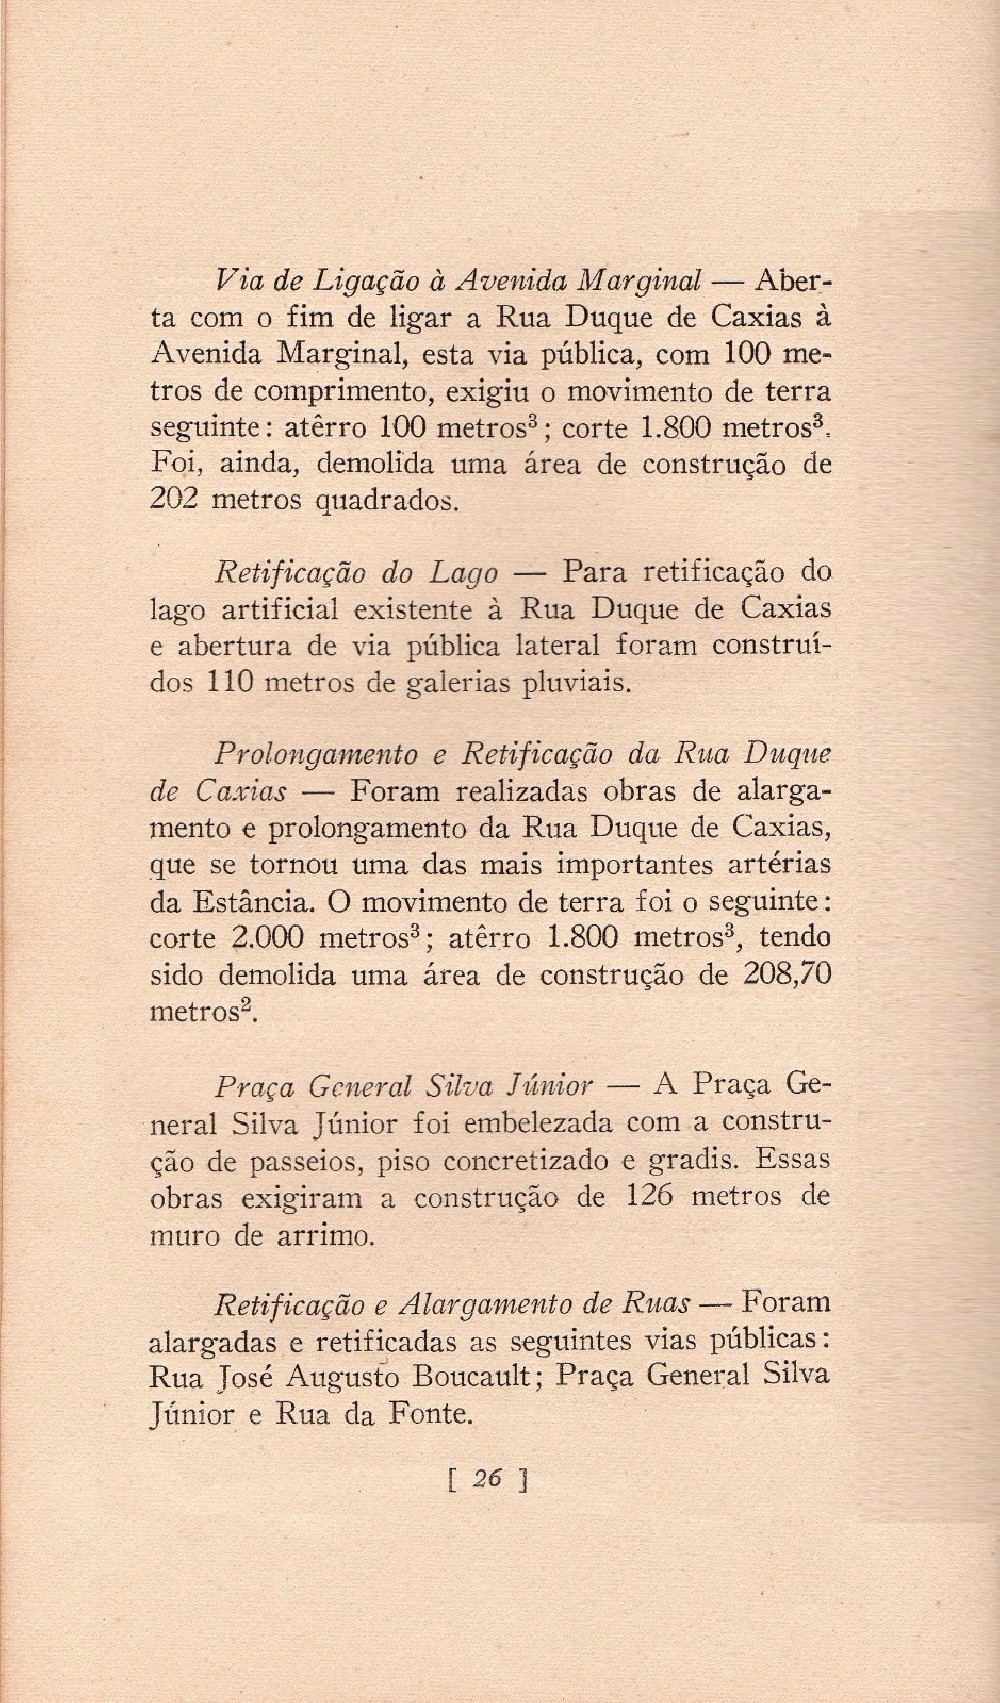 Via de Ligação à Avenida Marginal — Aber-
ta com o fim de ligar a Rua Duque de Caxias à
Avenida Marginal, esta via pública, com 100 me-
tros de comprimento, exigiu o movimento de terra
seguinte: atêrro 100 metros³; corte 1.800 metros³.
Foi, ainda, demolida uma área de construção de
202 metros quadrados.
Retificação do Lago — Para retificação do
lago artificial existente à Rua Duque de Caxias
e abertura de via pública lateral foram construí-
dos 110 metros de galerias pluviais.
Prolongamento e Retificação da Rua Duque
de Caxias — Foram realizadas obras de alarga-
mento e prolongamento da Rua Duque de Caxias,
que se tornou uma das mais importantes artérias
da Estância. O movimento de terra foi o seguinte:
corte 2.000 metros³; atêrro 1.800 metros³, tendo
sido demolida uma área de construção de 208,70
metros².
Praça General Silva Júnior — A Praça Ge-
neral Silva Júnior foi embelezada com a constru-
ção de passeios, piso concretizado e gradis. Essas
obras exigiram a construção de 126 metros de
muro de arrimo.
Retificação e Alargamento de Ruas — Foram
alargadas e retificadas as seguintes vias públicas:
Rua José Augusto Boucault; Praça General Silva
Júnior e Rua da Fonte.
[ 26 ]